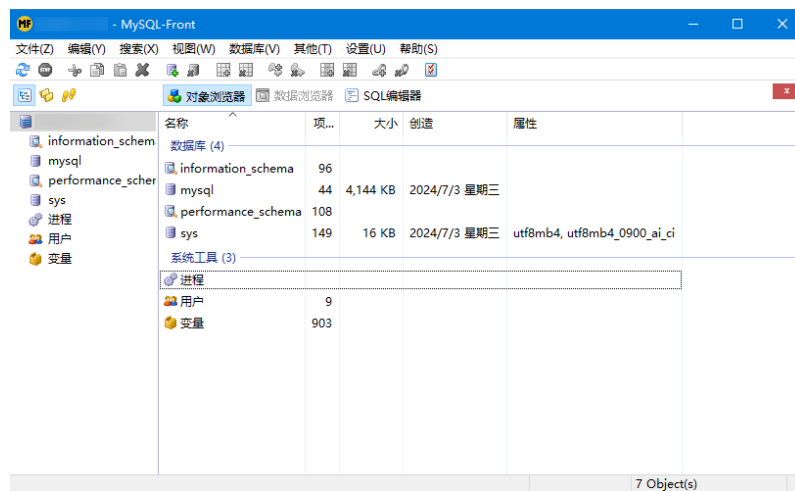 MF - MySQL-Front
文件(Z) 编辑(Y) 搜索(X) 视图(W) 数据库(V) 其他(T) 设置(U) 帮助(S)
对象浏览器 数据浏览器 SQL编辑器
名称 项... 大小 创造 属性
数据库 (4)
information_schem
information_schema 96
mysql
mysql 44 4,144 KB 2024/7/3 星期三
performance_scher
performance_schema 108
sys
sys 149 16 KB 2024/7/3 星期三 utf8mb4, utf8mb4_0900_ai_ci
进程
用户
变量
系统工具 (3)
进程
用户 9
变量 903
7 Object(s)